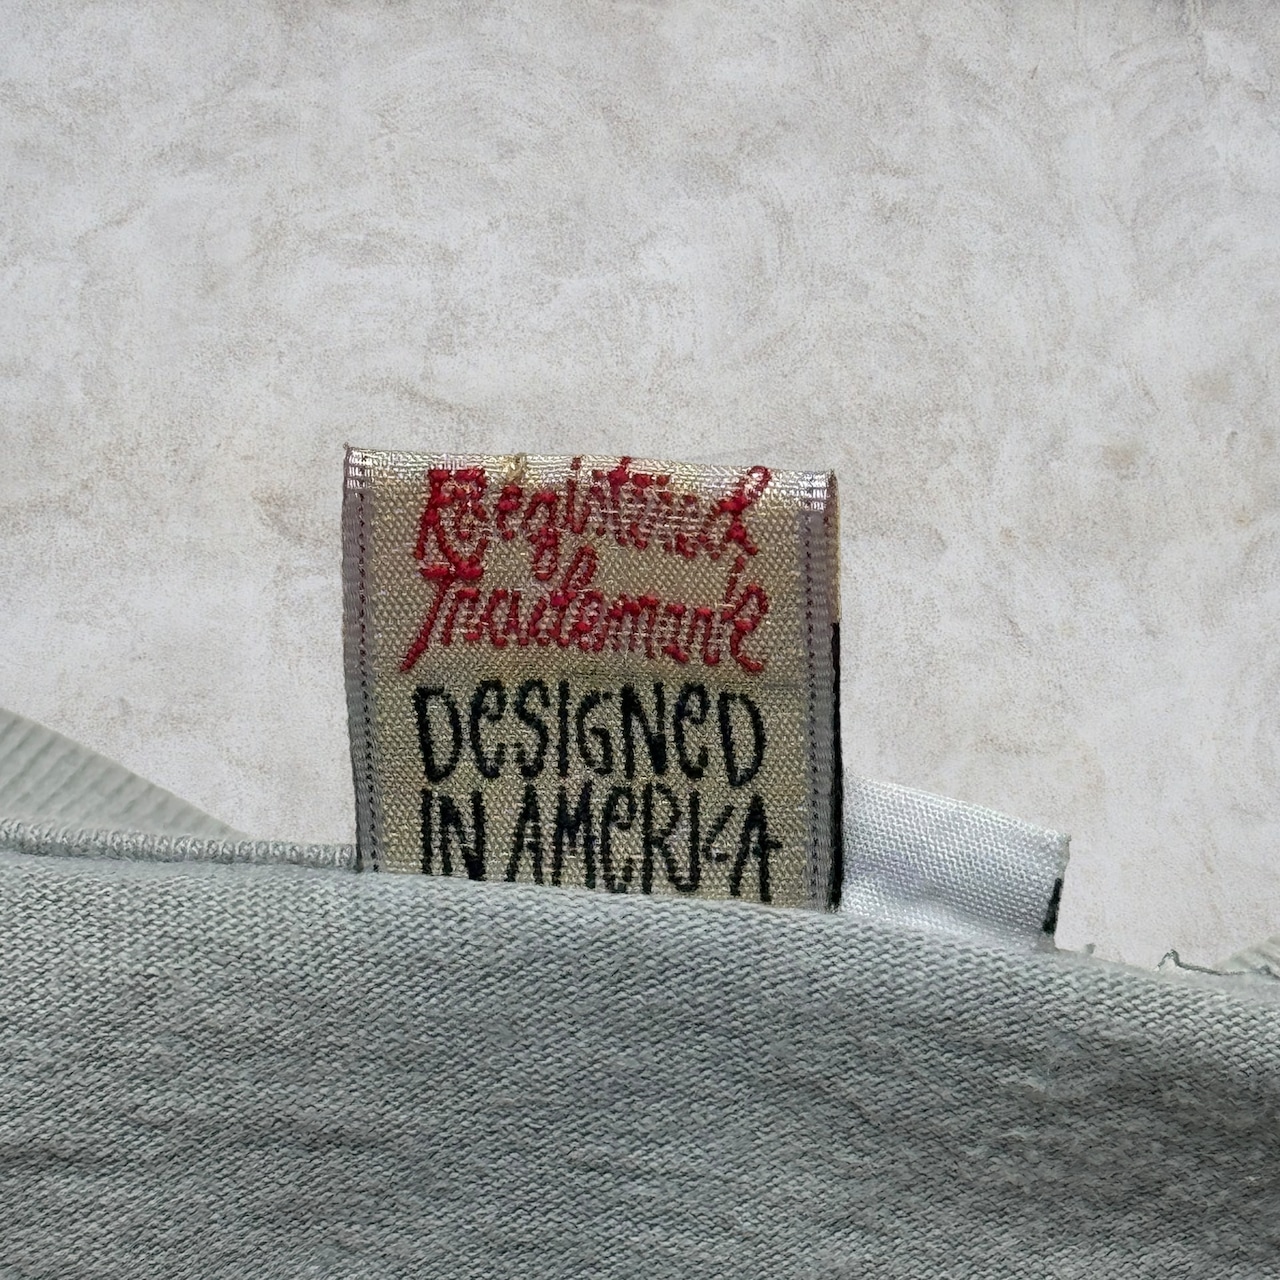 Registered
Trademark
DESIGNED
IN AMERICA